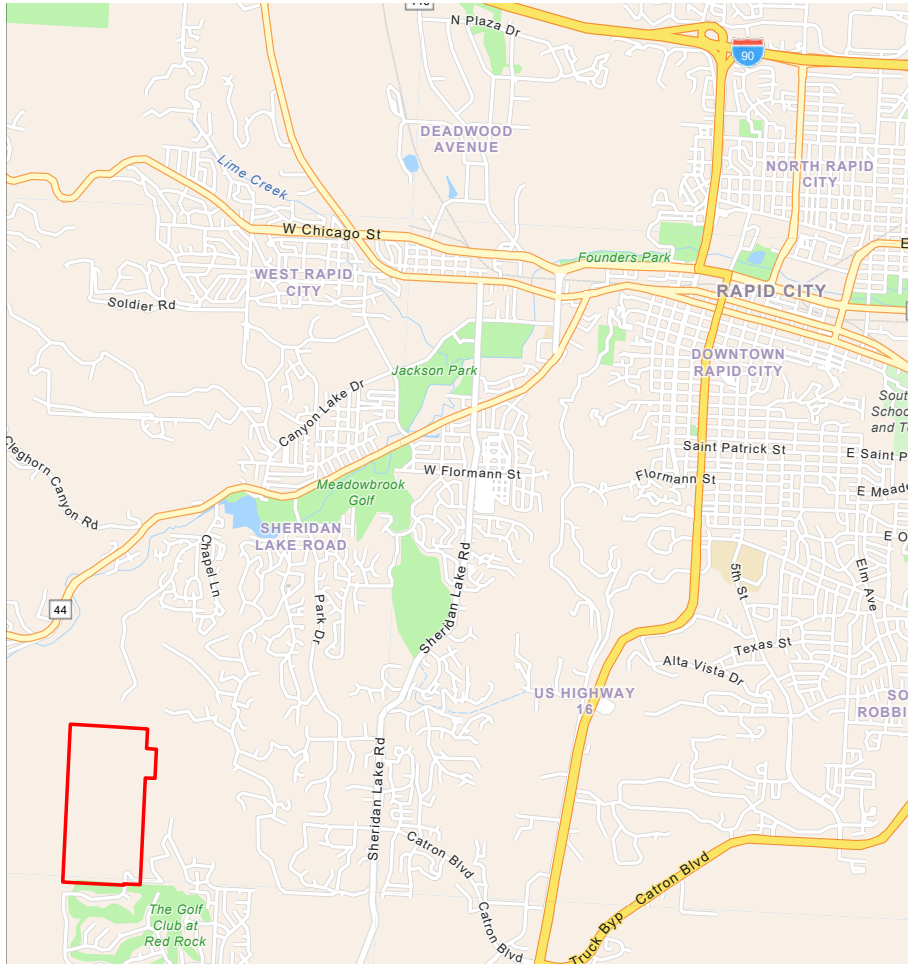 N Plaza Dr
90
DEADWOOD
AVENUE
NORTH RAPID
CITY
Lime Creek
W Chicago St
E
Founders Park
WEST RAPID
CITY
RAPID CITY
Soldier Rd
DOWNTOWN
RAPID CITY
Jackson Park
Canyon Lake Dr
Sout
Schoo
and Te
Saint Patrick St
E Saint P
Cleghorn Canyon Rd
W Flormann St
Flormann St
Meadowbrook
Golf
E Meade
SHERIDAN
LAKE ROAD
E O
Chapel Ln
Park Dr
Sheridan Lake Rd
5th St
Elm Ave
44
Texas St
Alta Vista Dr
US HIGHWAY
16
SO
ROBBI
Sheridan Lake Rd
Catron Blvd
Catron Blvd
Truck Byp
Catron Blvd
The Golf
Club at
Red Rock